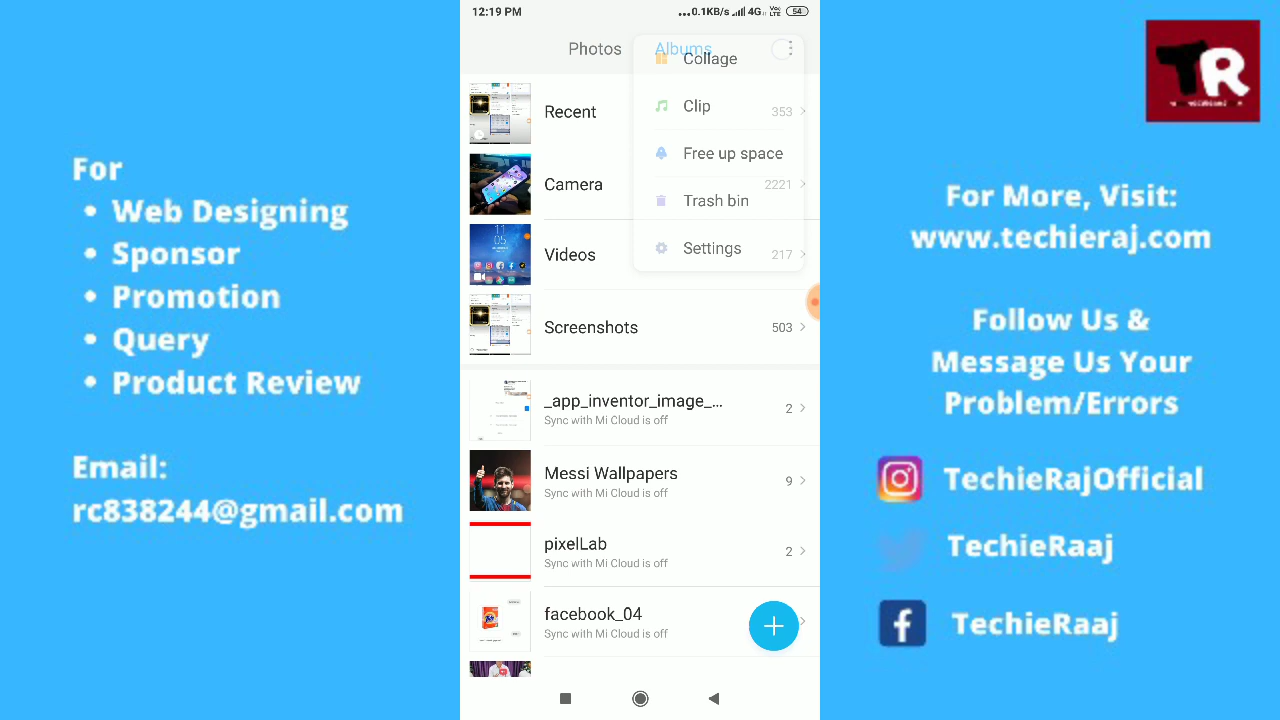 For
• Web Designing
• Sponsor
• Promotion
• Query
• Product Review
Email:
rc838244@gmail.com
12:19 PM
...0.1KB/s 4G Vo LTE 54
Photos
Albums
Collage
Clip
Free up space
Trash bin
Settings
Recent 353
Camera 2221
Videos 217
Screenshots 503
_app_inventor_image_... 2
Sync with Mi Cloud is off
Messi Wallpapers 9
Sync with Mi Cloud is off
pixelLab 2
Sync with Mi Cloud is off
facebook_04
Sync with Mi Cloud is off
TR
For More, Visit:
www.techieraj.com
Follow Us &
Message Us Your
Problem/Errors
TechieRajOfficial
TechieRaaj
TechieRaaj